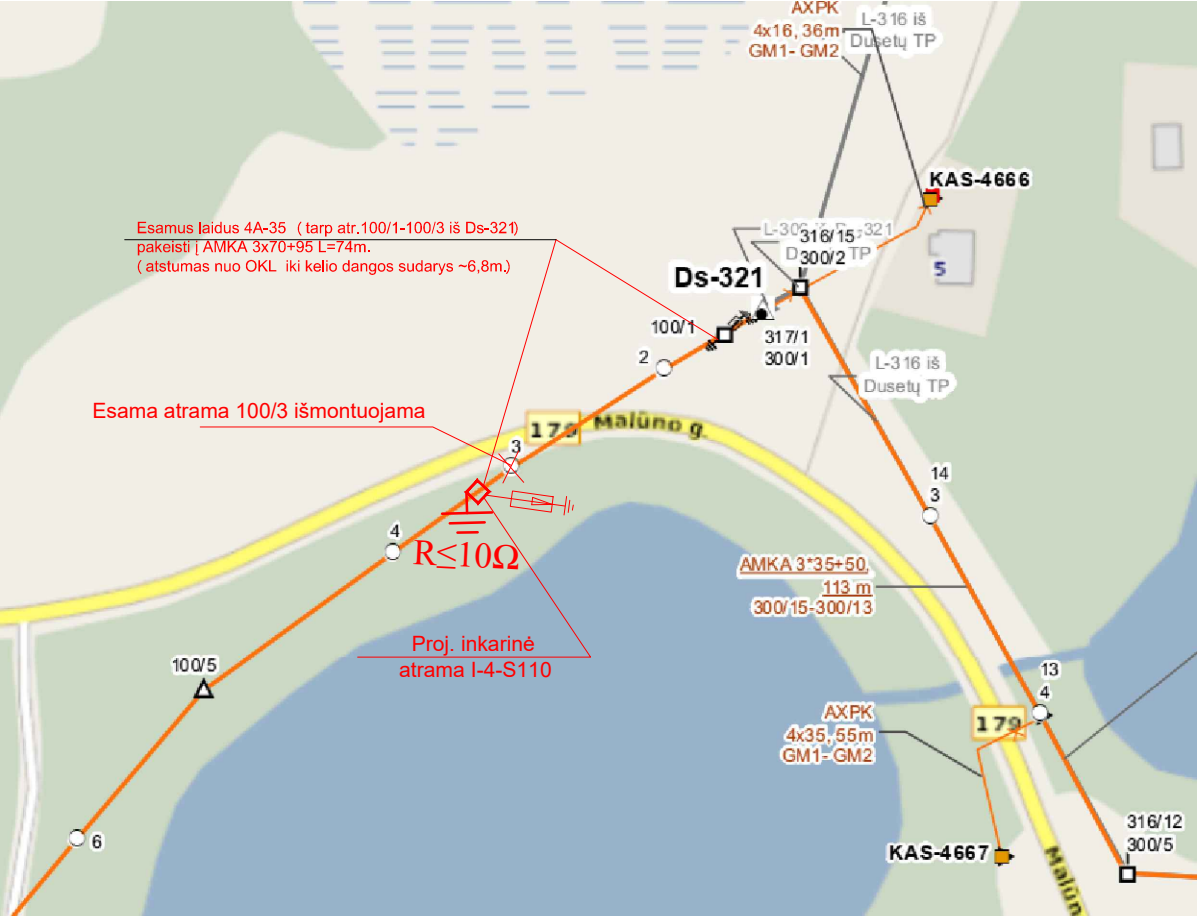 AXPK
4x16, 36m
GM1- GM2
L-316 iš
Dusetų TP
KAS-4666
Esamus laidus 4A-35 ( tarp atr.100/1-100/3 iš Ds-321)
pakeisti į AMKA 3x70+95 L=74m.
( atstumas nuo OKL iki kelio dangos sudarys ~6,8m.)
316/15
300/2
TP
5
Ds-321
100/1
317/1
300/1
2
L-316 iš
Dusetų TP
Esama atrama 100/3 išmontuojama
179
Malūno g.
3
14
3
4
R≤10Ω
AMKA 3*35+50,
113 m
300/15-300/13
Proj. inkarinė
atrama I-4-S110
100/5
13
4
AXPK
4x35, 55m
GM1- GM2
179
6
316/12
300/5
KAS-4667
Malūn